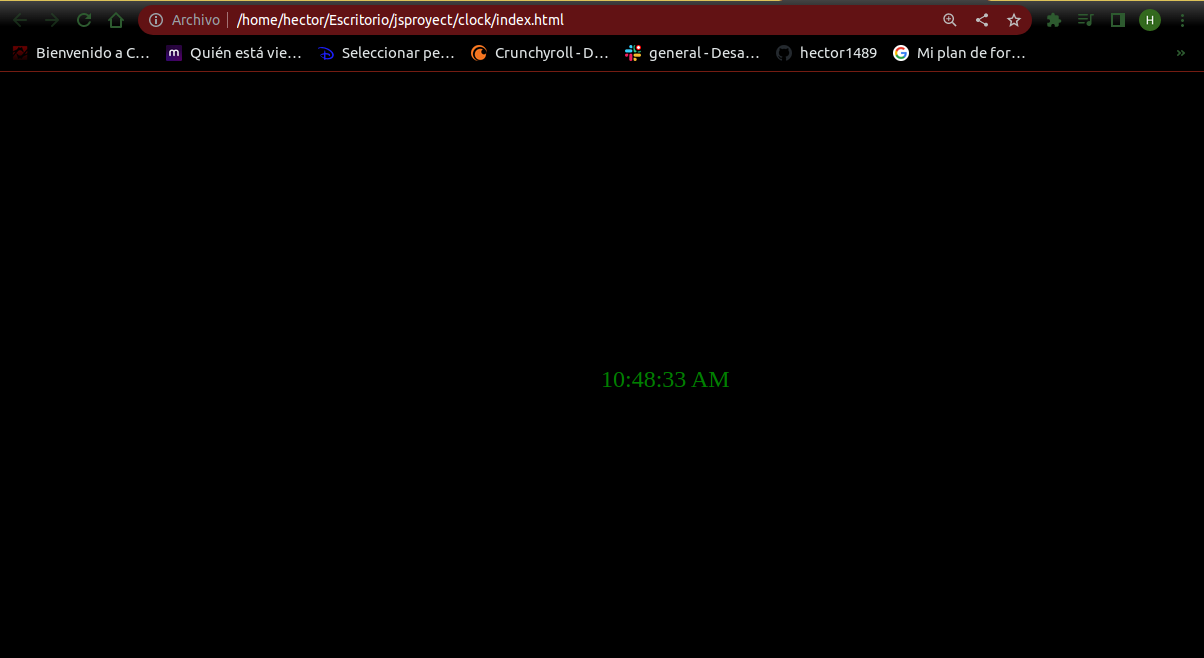 Archivo /home/hector/Escritorio/jsproyect/clock/index.html H
Bienvenido a C… m Quién está vie… Seleccionar pe… Crunchyroll - D… general - Desa… hector1489 G Mi plan de for… »
10:48:33 AM